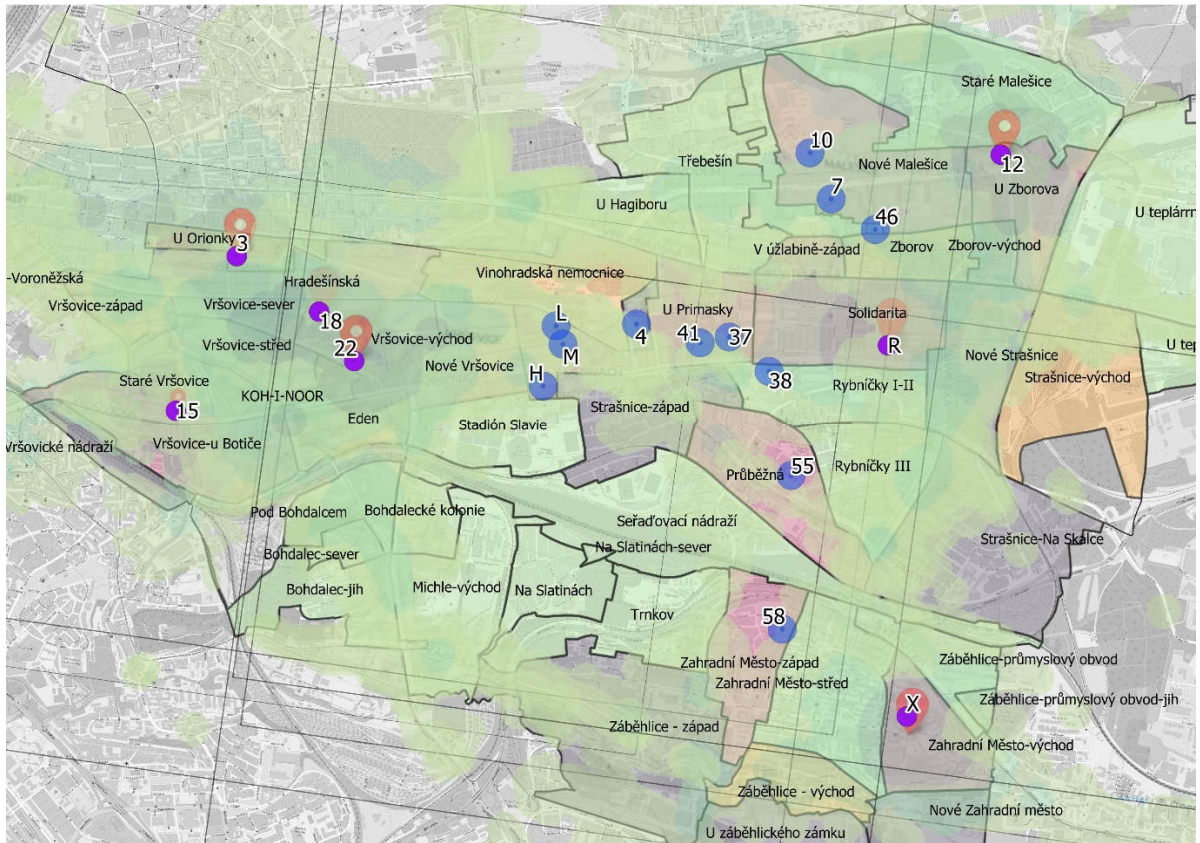 Staré Malešice
10
Třebešín
Nové Malešice
12
U Zborova
7
U Hagiboru
46
U teplárrn
3
U Orionky
V úžlabině-západ
Zborov
Zborov-východ
-Voroněžská
Vinohradská nemocnice
Hradešínská
Vršovice-západ
Vršovice-sever
U Primasky
Solidarita
18
L
4
41
37
R
Vršovice-východ
Vršovice-střed
22
M
U tep
Nové Vršovice
Nové Strašnice
H
38
Strašnice-východ
Staré Vršovice
Rybníčky I-II
KOH-I-NOOR
15
Strašnice-západ
Eden
Stadión Slavie
Vršovické nádraží
Vršovice-u Botiče
55
Průběžná
Rybníčky III
Pod Bohdalcem
Bohdalecké kolonie
Seřaďovací nádraží
Strašnice-Na Skalce
Na Slatinách-sever
Bohdalec-sever
Bohdalec-jih
Michle-východ
Na Slatinách
Trnkov
58
Zahradní Město-západ
Záběhlice-průmyslový obvod
Zahradní Město-střed
Záběhlice-průmyslový obvod-jih
X
Záběhlice - západ
Zahradní Město-východ
Záběhlice - východ
Nové Zahradní město
U záběhlického zámku